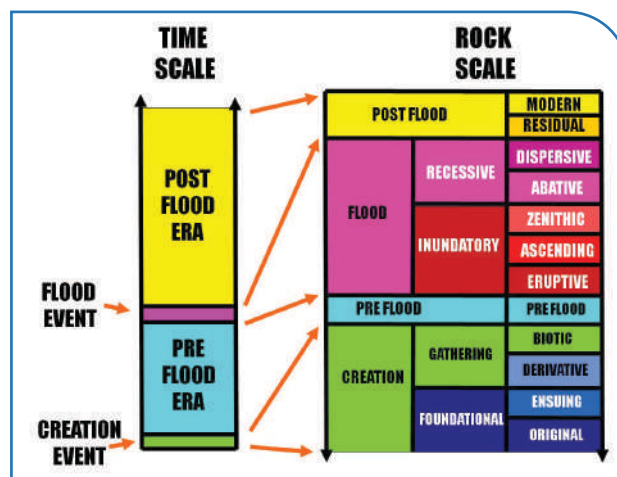 TIME
SCALE
ROCK
SCALE
POST
FLOOD
ERA
FLOOD
EVENT
PRE
FLOOD
ERA
CREATION
EVENT
POST FLOOD
MODERN
RESIDUAL
FLOOD
RECESSIVE
DISPERSIVE
ABATIVE
INUNDATORY
ZENITHIC
ASCENDING
ERUPTIVE
PRE FLOOD
PRE FLOOD
CREATION
GATHERING
BIOTIC
DERIVATIVE
FOUNDATIONAL
ENSUING
ORIGINAL